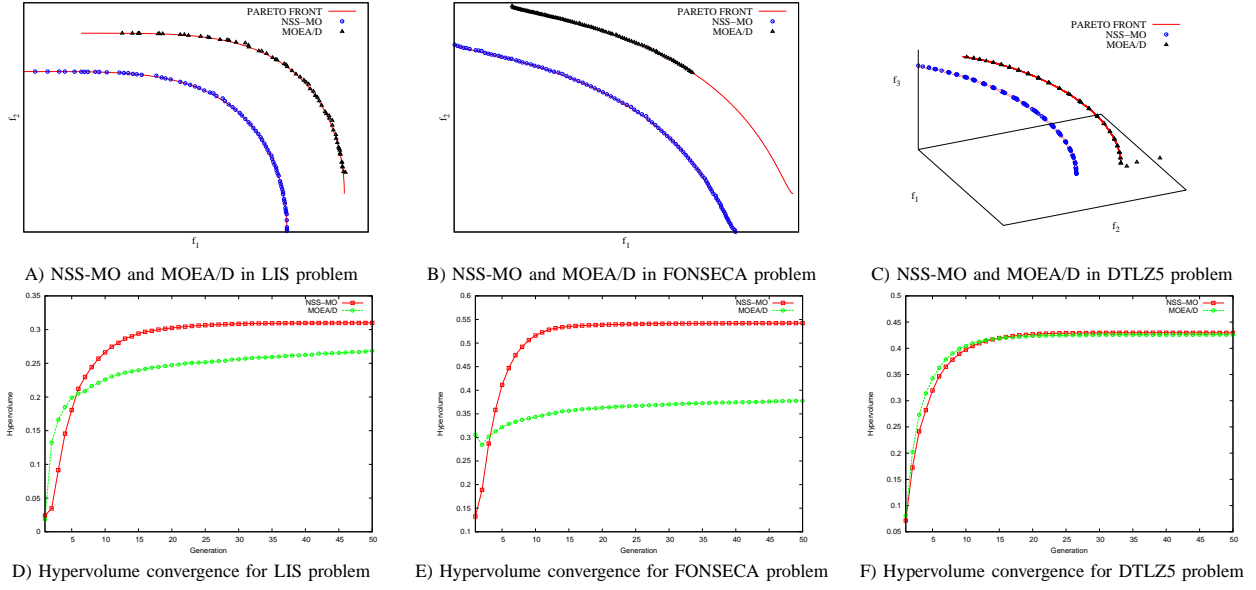 PARETO FRONT
NSS-MO
MOEA/D
f2
f1
A) NSS-MO and MOEA/D in LIS problem
PARETO FRONT
NSS-MO
MOEA/D
f2
f1
B) NSS-MO and MOEA/D in FONSECA problem
PARETO FRONT
NSS-MO
MOEA/D
f3
f1
f2
C) NSS-MO and MOEA/D in DTLZ5 problem
0.35
0.3
0.25
0.2
0.15
0.1
0.05
0
Hypervolume
NSS-MO
MOEA/D
5 10 15 20 25 30 35 40 45 50
Generation
D) Hypervolume convergence for LIS problem
0.6
0.55
0.5
0.45
0.4
0.35
0.3
0.25
0.2
0.15
0.1
Hypervolume
NSS-MO
MOEA/D
5 10 15 20 25 30 35 40 45 50
Generation
E) Hypervolume convergence for FONSECA problem
0.5
0.45
0.4
0.35
0.3
0.25
0.2
0.15
0.1
0.05
Hypervolume
NSS-MO
MOEA/D
5 10 15 20 25 30 35 40 45 50
Generation
F) Hypervolume convergence for DTLZ5 problem